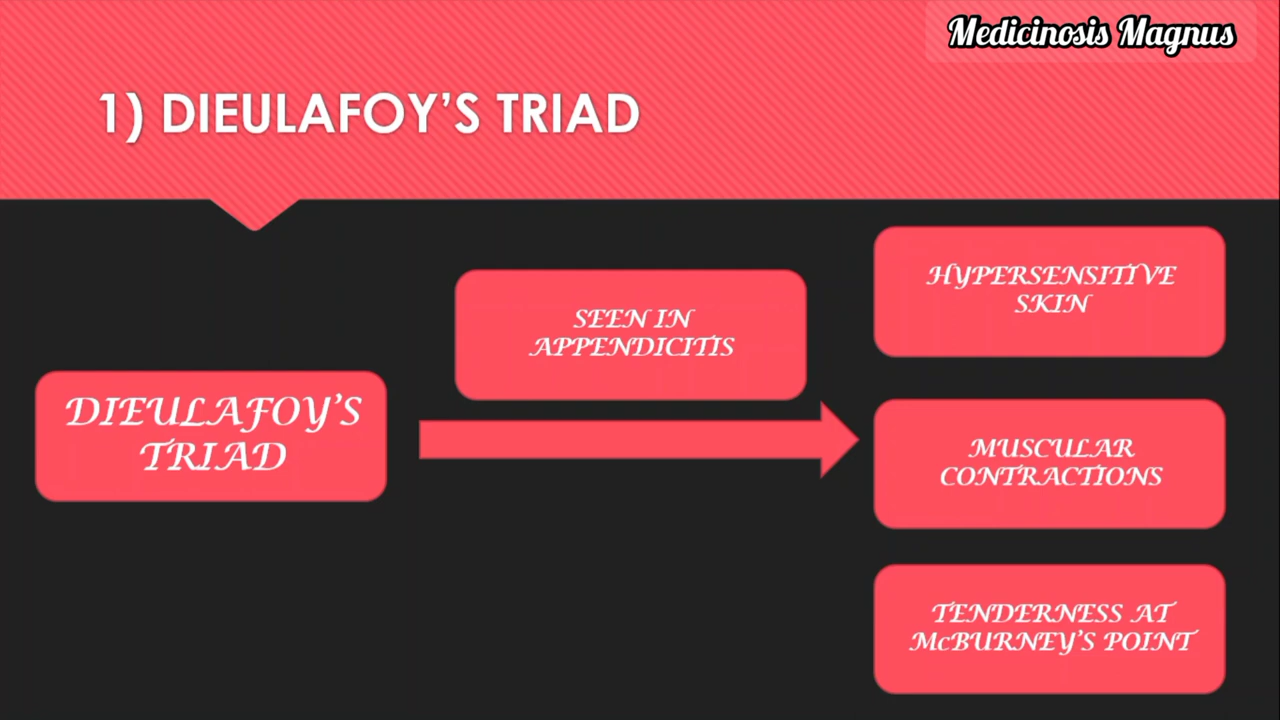 Medicinosis Magnus
1) DIEULAFOY'S TRIAD
DIEULAFOY'S
TRIAD
SEEN IN
APPENDICITIS
HYPERSENSITIVE
SKIN
MUSCULAR
CONTRACTIONS
TENDERNESS AT
McBURNEY'S POINT